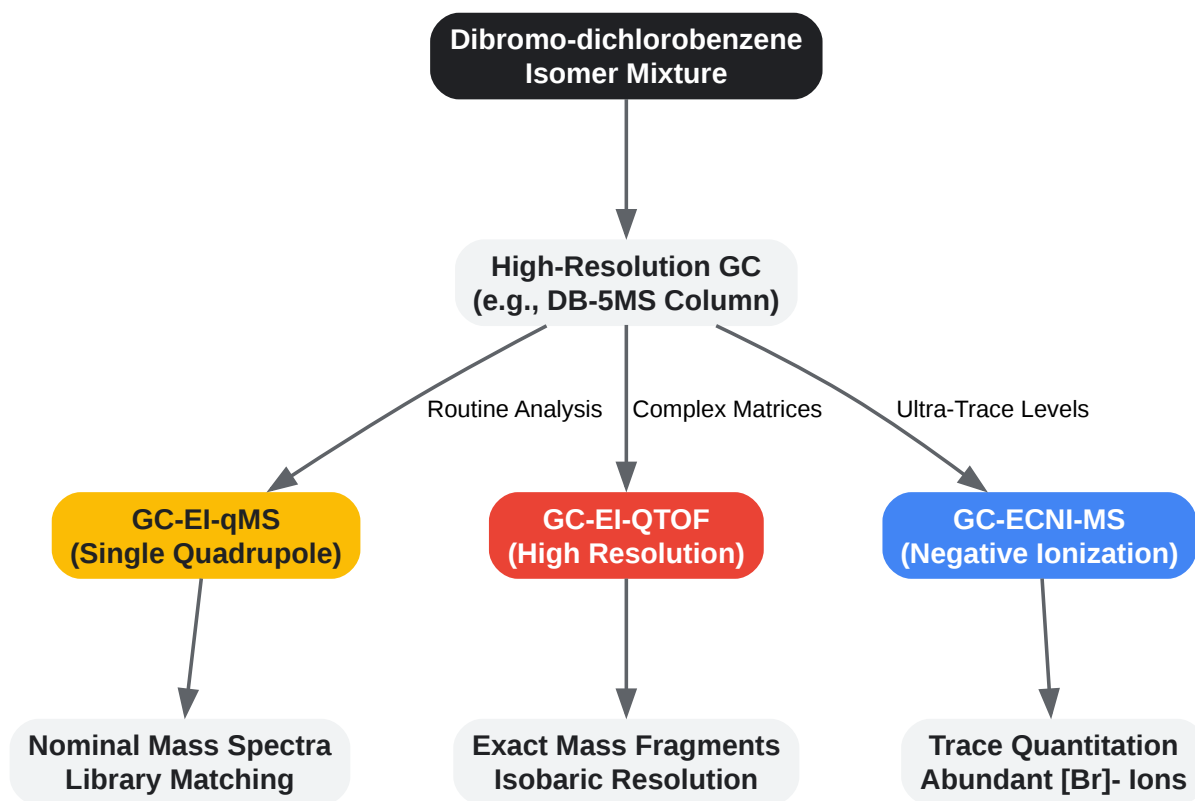 Dibromo-dichlorobenzene
Isomer Mixture
High-Resolution GC
(e.g., DB-5MS Column)
Routine Analysis
Complex Matrices
Ultra-Trace Levels
GC-EI-qMS
(Single Quadrupole)
GC-EI-QTOF
(High Resolution)
GC-ECNI-MS
(Negative Ionization)
Nominal Mass Spectra
Library Matching
Exact Mass Fragments
Isobaric Resolution
Trace Quantitation
Abundant [Br]- Ions